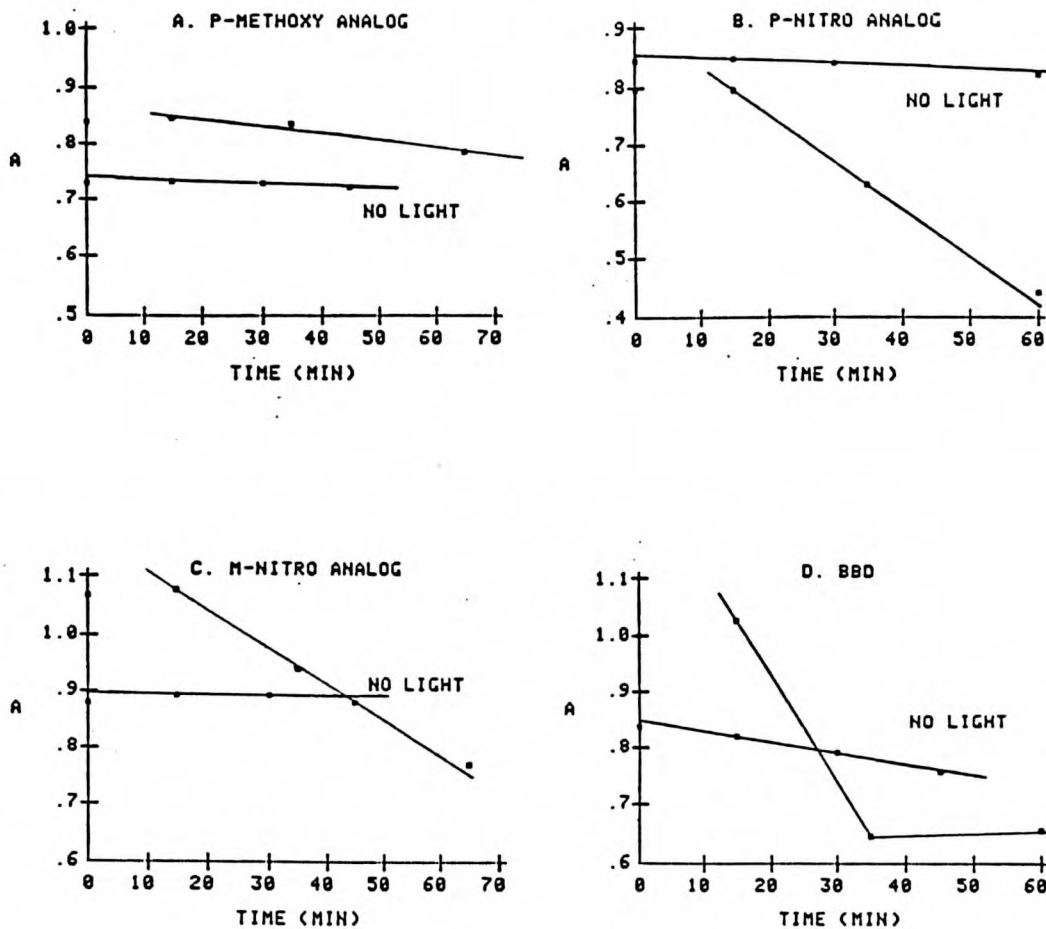 A. P-METHOXY ANALOG
1.0
.9
.8
A
.7
NO LIGHT
.6
.5
0 10 20 30 40 50 60 70
TIME (MIN)
B. P-NITRO ANALOG
.9
.8
NO LIGHT
.7
A
.6
.5
.4
0 10 20 30 40 50 60
TIME (MIN)
C. M-NITRO ANALOG
1.1
1.0
.9
NO LIGHT
A
.8
.7
.6
0 10 20 30 40 50 60 70
TIME (MIN)
D. BBD
1.1
1.0
.9
A
NO LIGHT
.8
.7
.6
0 10 20 30 40 50 60
TIME (MIN)